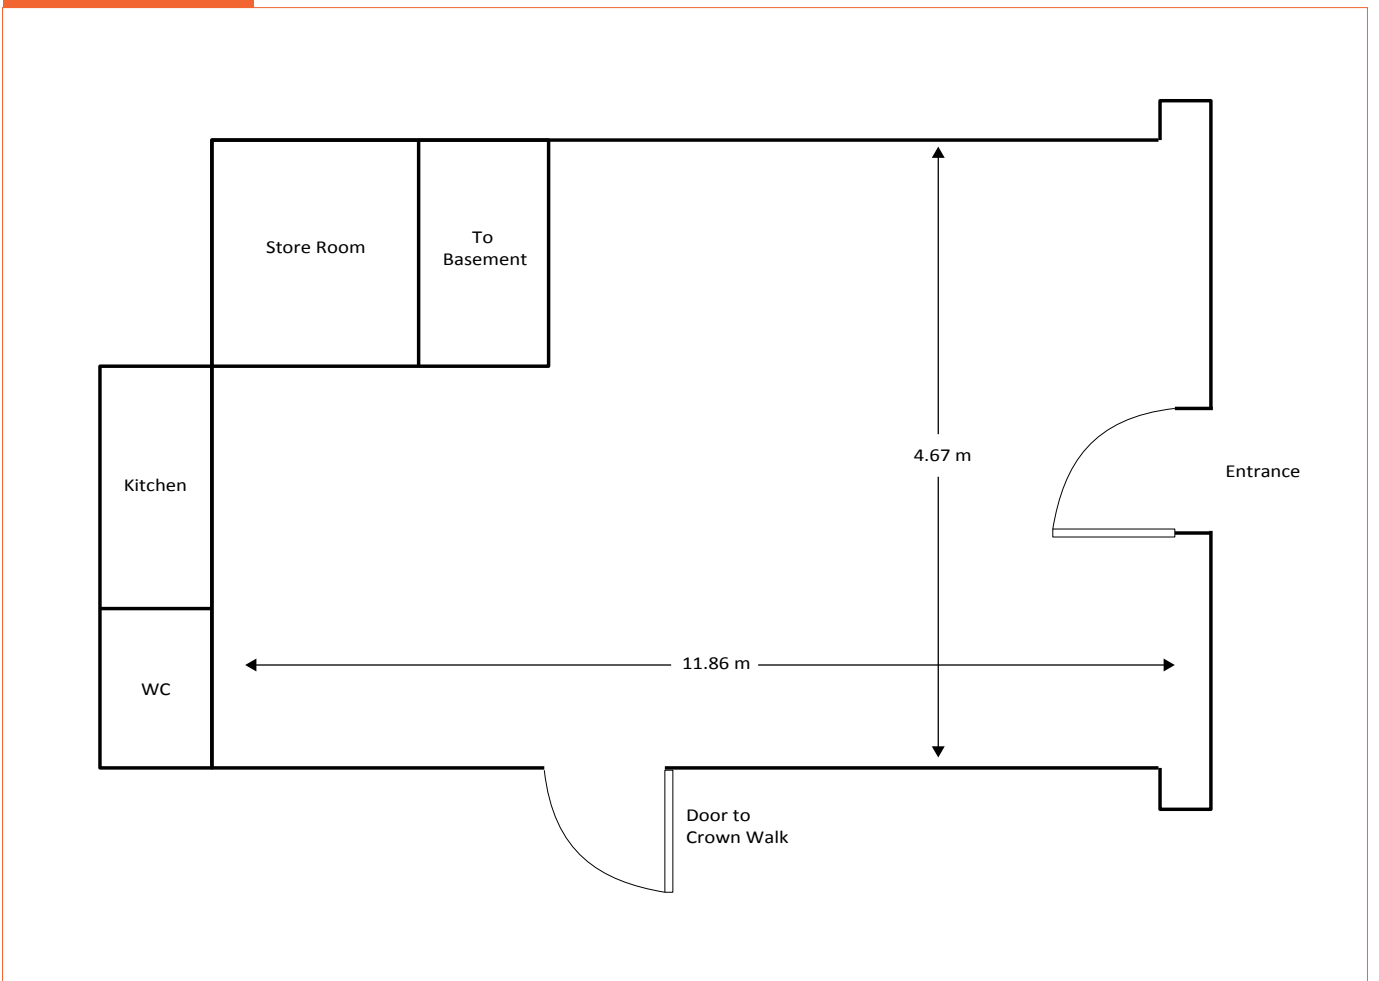 Store Room
To
Basement
4.67 m
Kitchen
Entrance
11.86 m
WC
Door to
Crown Walk